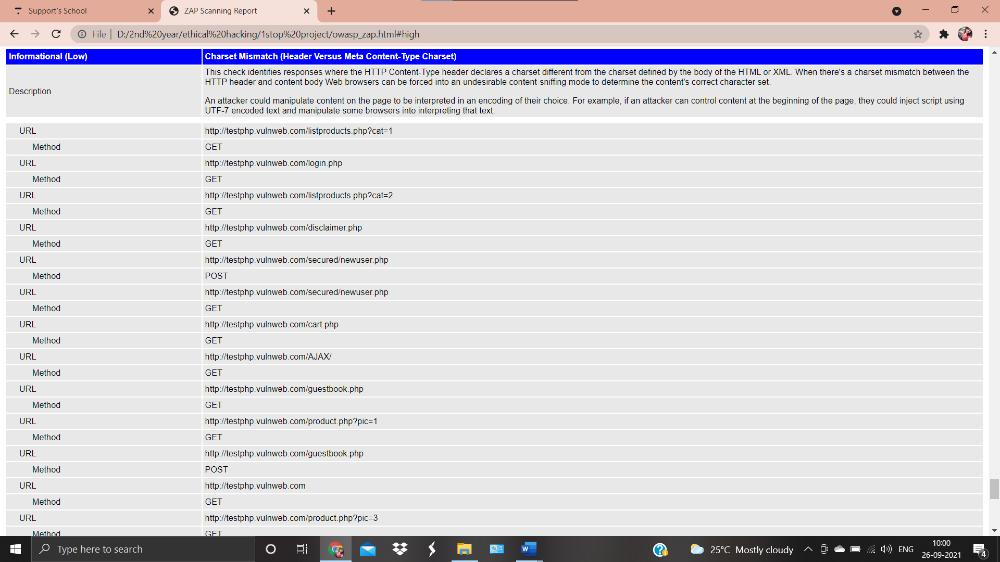 Support's School
ZAP Scanning Report
File
D:/2nd%20year/ethical%20hacking/1stop%20project/owasp_zap.html#high
Informational (Low) Charset Mismatch (Header Versus Meta Content-Type Charset)
Description
This check identifies responses where the HTTP Content-Type header declares a charset different from the charset defined by the body of the HTML or XML. When there's a charset mismatch between the
HTTP header and content body Web browsers can be forced into an undesirable content-sniffing mode to determine the content's correct character set.
An attacker could manipulate content on the page to be interpreted in an encoding of their choice. For example, if an attacker can control content at the beginning of the page, they could inject script using
UTF-7 encoded text and manipulate some browsers into interpreting that text.
URL http://testphp.vulnweb.com/listproducts.php?cat=1
Method GET
URL http://testphp.vulnweb.com/login.php
Method GET
URL http://testphp.vulnweb.com/listproducts.php?cat=2
Method GET
URL http://testphp.vulnweb.com/disclaimer.php
Method GET
URL http://testphp.vulnweb.com/secured/newuser.php
Method POST
URL http://testphp.vulnweb.com/secured/newuser.php
Method GET
URL http://testphp.vulnweb.com/cart.php
Method GET
URL http://testphp.vulnweb.com/AJAX/
Method GET
URL http://testphp.vulnweb.com/guestbook.php
Method GET
URL http://testphp.vulnweb.com/product.php?pic=1
Method GET
URL http://testphp.vulnweb.com/guestbook.php
Method POST
URL http://testphp.vulnweb.com
Method GET
URL http://testphp.vulnweb.com/product.php?pic=3
Method GET
Type here to search
W
25°C Mostly cloudy
ENG
10:00
26-09-2021
4